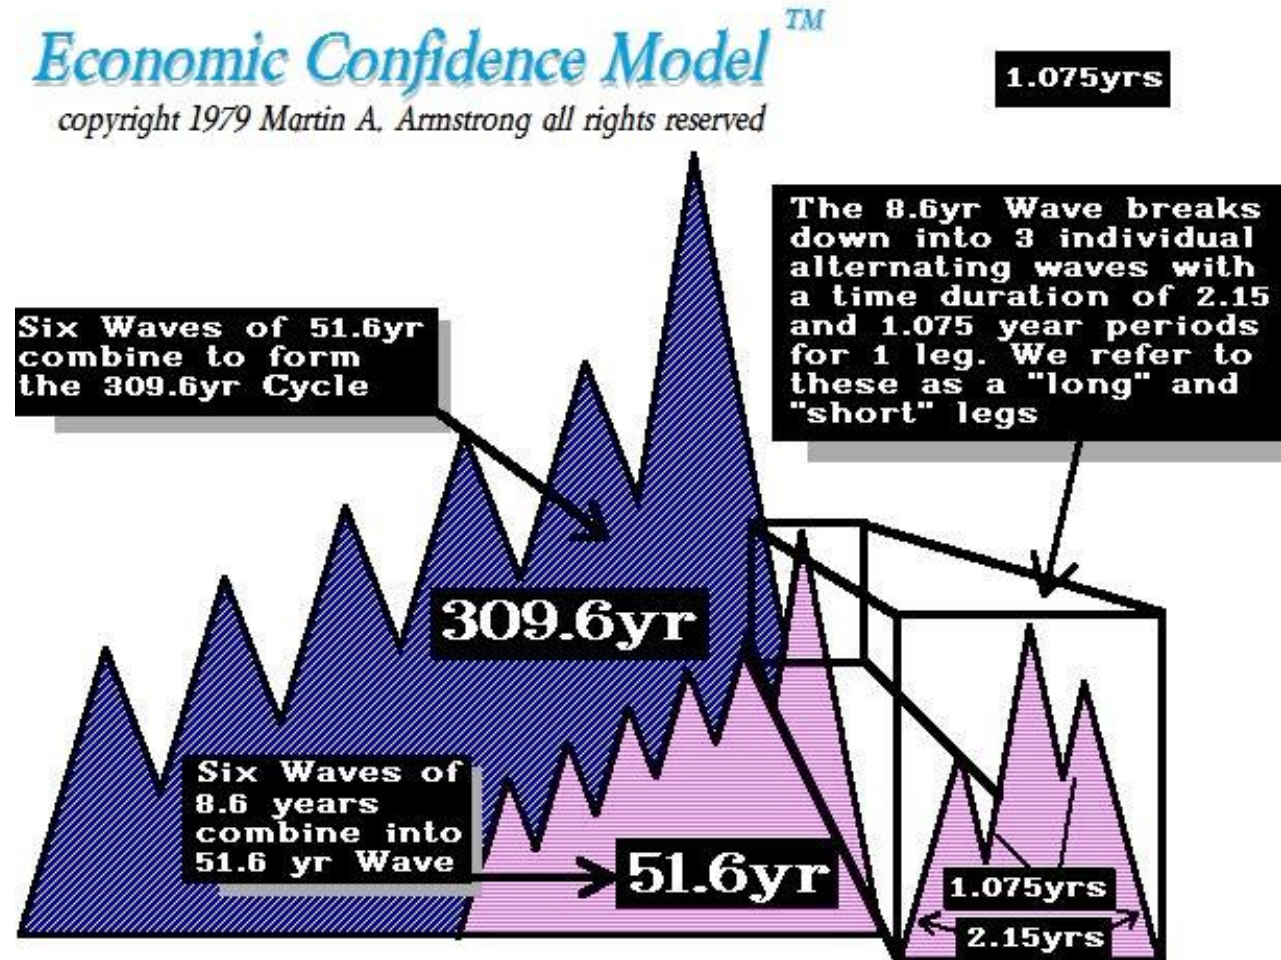 Economic Confidence Model TM
copyright 1979 Martin A. Armstrong all rights reserved
1.075yrs
The 8.6yr Wave breaks
down into 3 individual
alternating waves with
a time duration of 2.15
and 1.075 year periods
for 1 leg. We refer to
these as a "long" and
"short" legs
Six Waves of 51.6yr
combine to form
the 309.6yr Cycle
309.6yr
Six Waves of
8.6 years
combine into
51.6 yr Wave
51.6yr
1.075yrs
2.15yrs